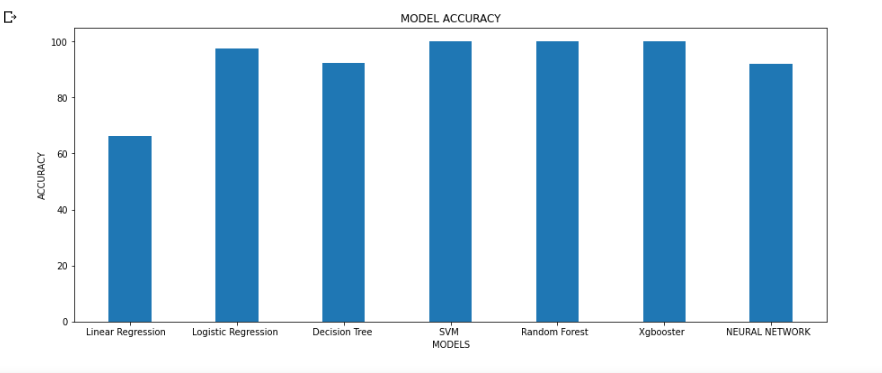 MODEL ACCURACY
100
80
60
40
20
0
ACCURACY
Linear Regression
Logistic Regression
Decision Tree
SVM
Random Forest
Xgbooster
NEURAL NETWORK
MODELS